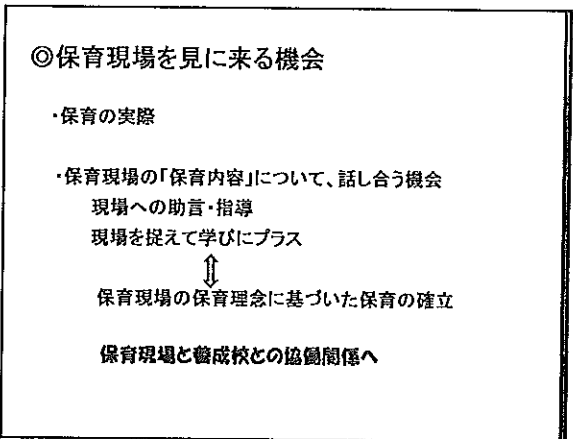 ◎保育現場を見に来る機会
・保育の実際
・保育現場の「保育内容」について、話し合う機会
現場への助言・指導
現場を捉えて学びにプラス
⇕
保育現場の保育理念に基づいた保育の確立
保育現場と養成校との協働関係へ